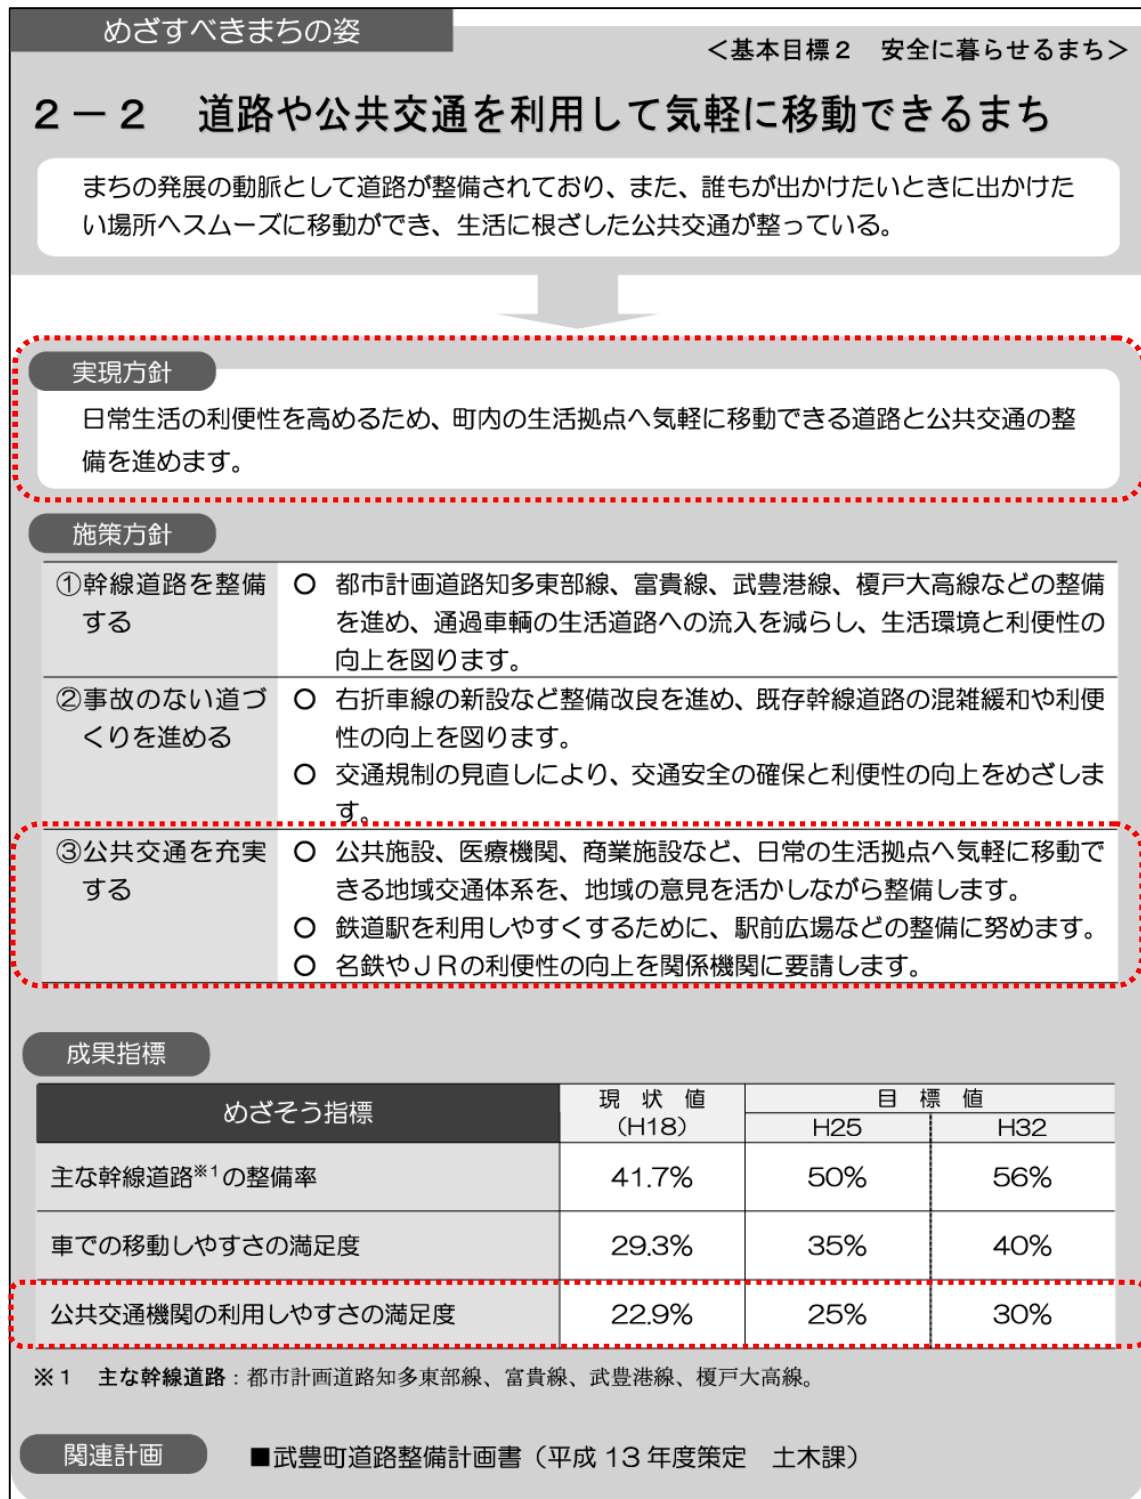 めざすべきまちの姿
＜基本目標２　安全に暮らせるまち＞
２－２　道路や公共交通を利用して気軽に移動できるまち
まちの発展の動脈として道路が整備されており、また、誰もが出かけたいときに出かけた
い場所へスムーズに移動ができ、生活に根ざした公共交通が整っている。
実現方針
日常生活の利便性を高めるため、町内の生活拠点へ気軽に移動できる道路と公共交通の整
備を進めます。
施策方針
①幹線道路を整備
する
○ 都市計画道路知多東部線、富貴線、武豊港線、榎戸大高線などの整備
を進め、通過車輌の生活道路への流入を減らし、生活環境と利便性の
向上を図ります。
②事故のない道づ
くりを進める
○ 右折車線の新設など整備改良を進め、既存幹線道路の混雑緩和や利便
性の向上を図ります。
○ 交通規制の見直しにより、交通安全の確保と利便性の向上をめざしま
す。
③公共交通を充実
する
○ 公共施設、医療機関、商業施設など、日常の生活拠点へ気軽に移動で
きる地域交通体系を、地域の意見を活かしながら整備します。
○ 鉄道駅を利用しやすくするために、駅前広場などの整備に努めます。
○ 名鉄やＪＲの利便性の向上を関係機関に要請します。
成果指標
めざそう指標 現状値 目標値
（H18） H25 H32
主な幹線道路※1の整備率 41.7% 50% 56%
車での移動しやすさの満足度 29.3% 35% 40%
公共交通機関の利用しやすさの満足度 22.9% 25% 30%
※１　主な幹線道路：都市計画道路知多東部線、富貴線、武豊港線、榎戸大高線。
関連計画 ■武豊町道路整備計画書（平成 13 年度策定　土木課）